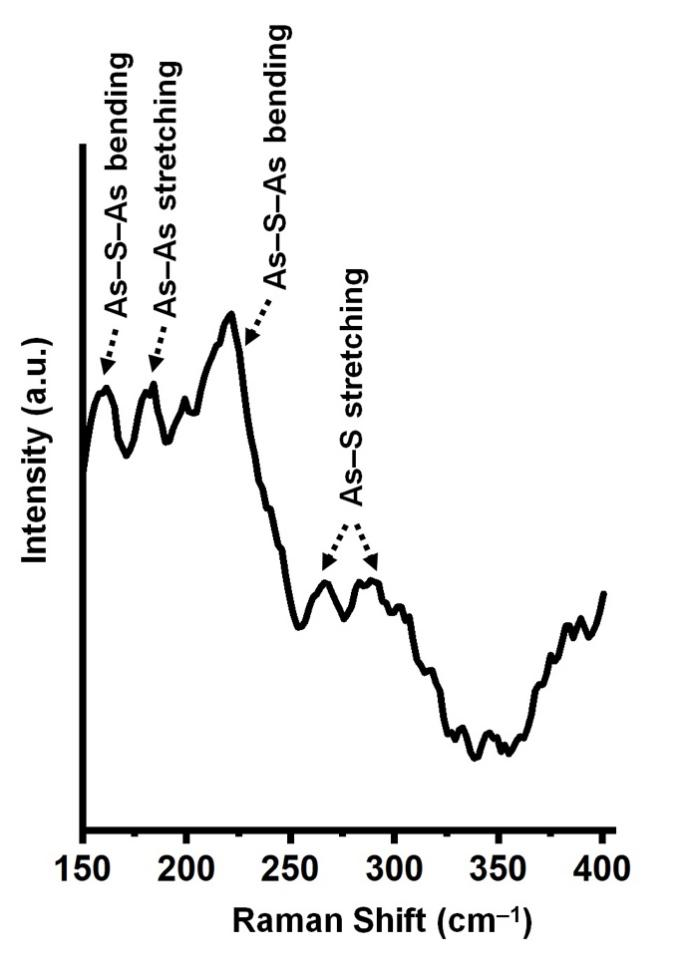 As–S–As bending
As–As stretching
As–S–As bending
As–S stretching
Intensity (a.u.)
150 200 250 300 350 400
Raman Shift (cm⁻¹)